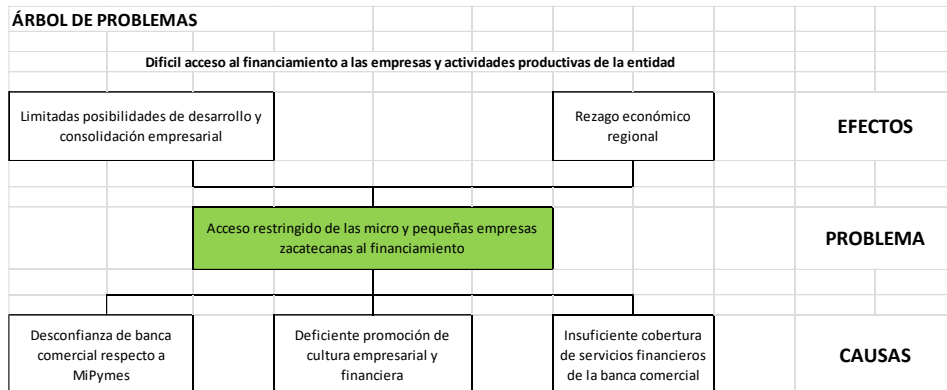 ÁRBOL DE PROBLEMAS
Dificil acceso al financiamiento a las empresas y actividades productivas de la entidad
Limitadas posibilidades de desarrollo y
consolidación empresarial
Rezago económico
regional
EFECTOS
Acceso restringido de las micro y pequeñas empresas
zacatecanas al financiamiento
PROBLEMA
Desconfianza de banca
comercial respecto a
MiPymes
Deficiente promoción de
cultura empresarial y
financiera
Insuficiente cobertura
de servicios financieros
de la banca comercial
CAUSAS